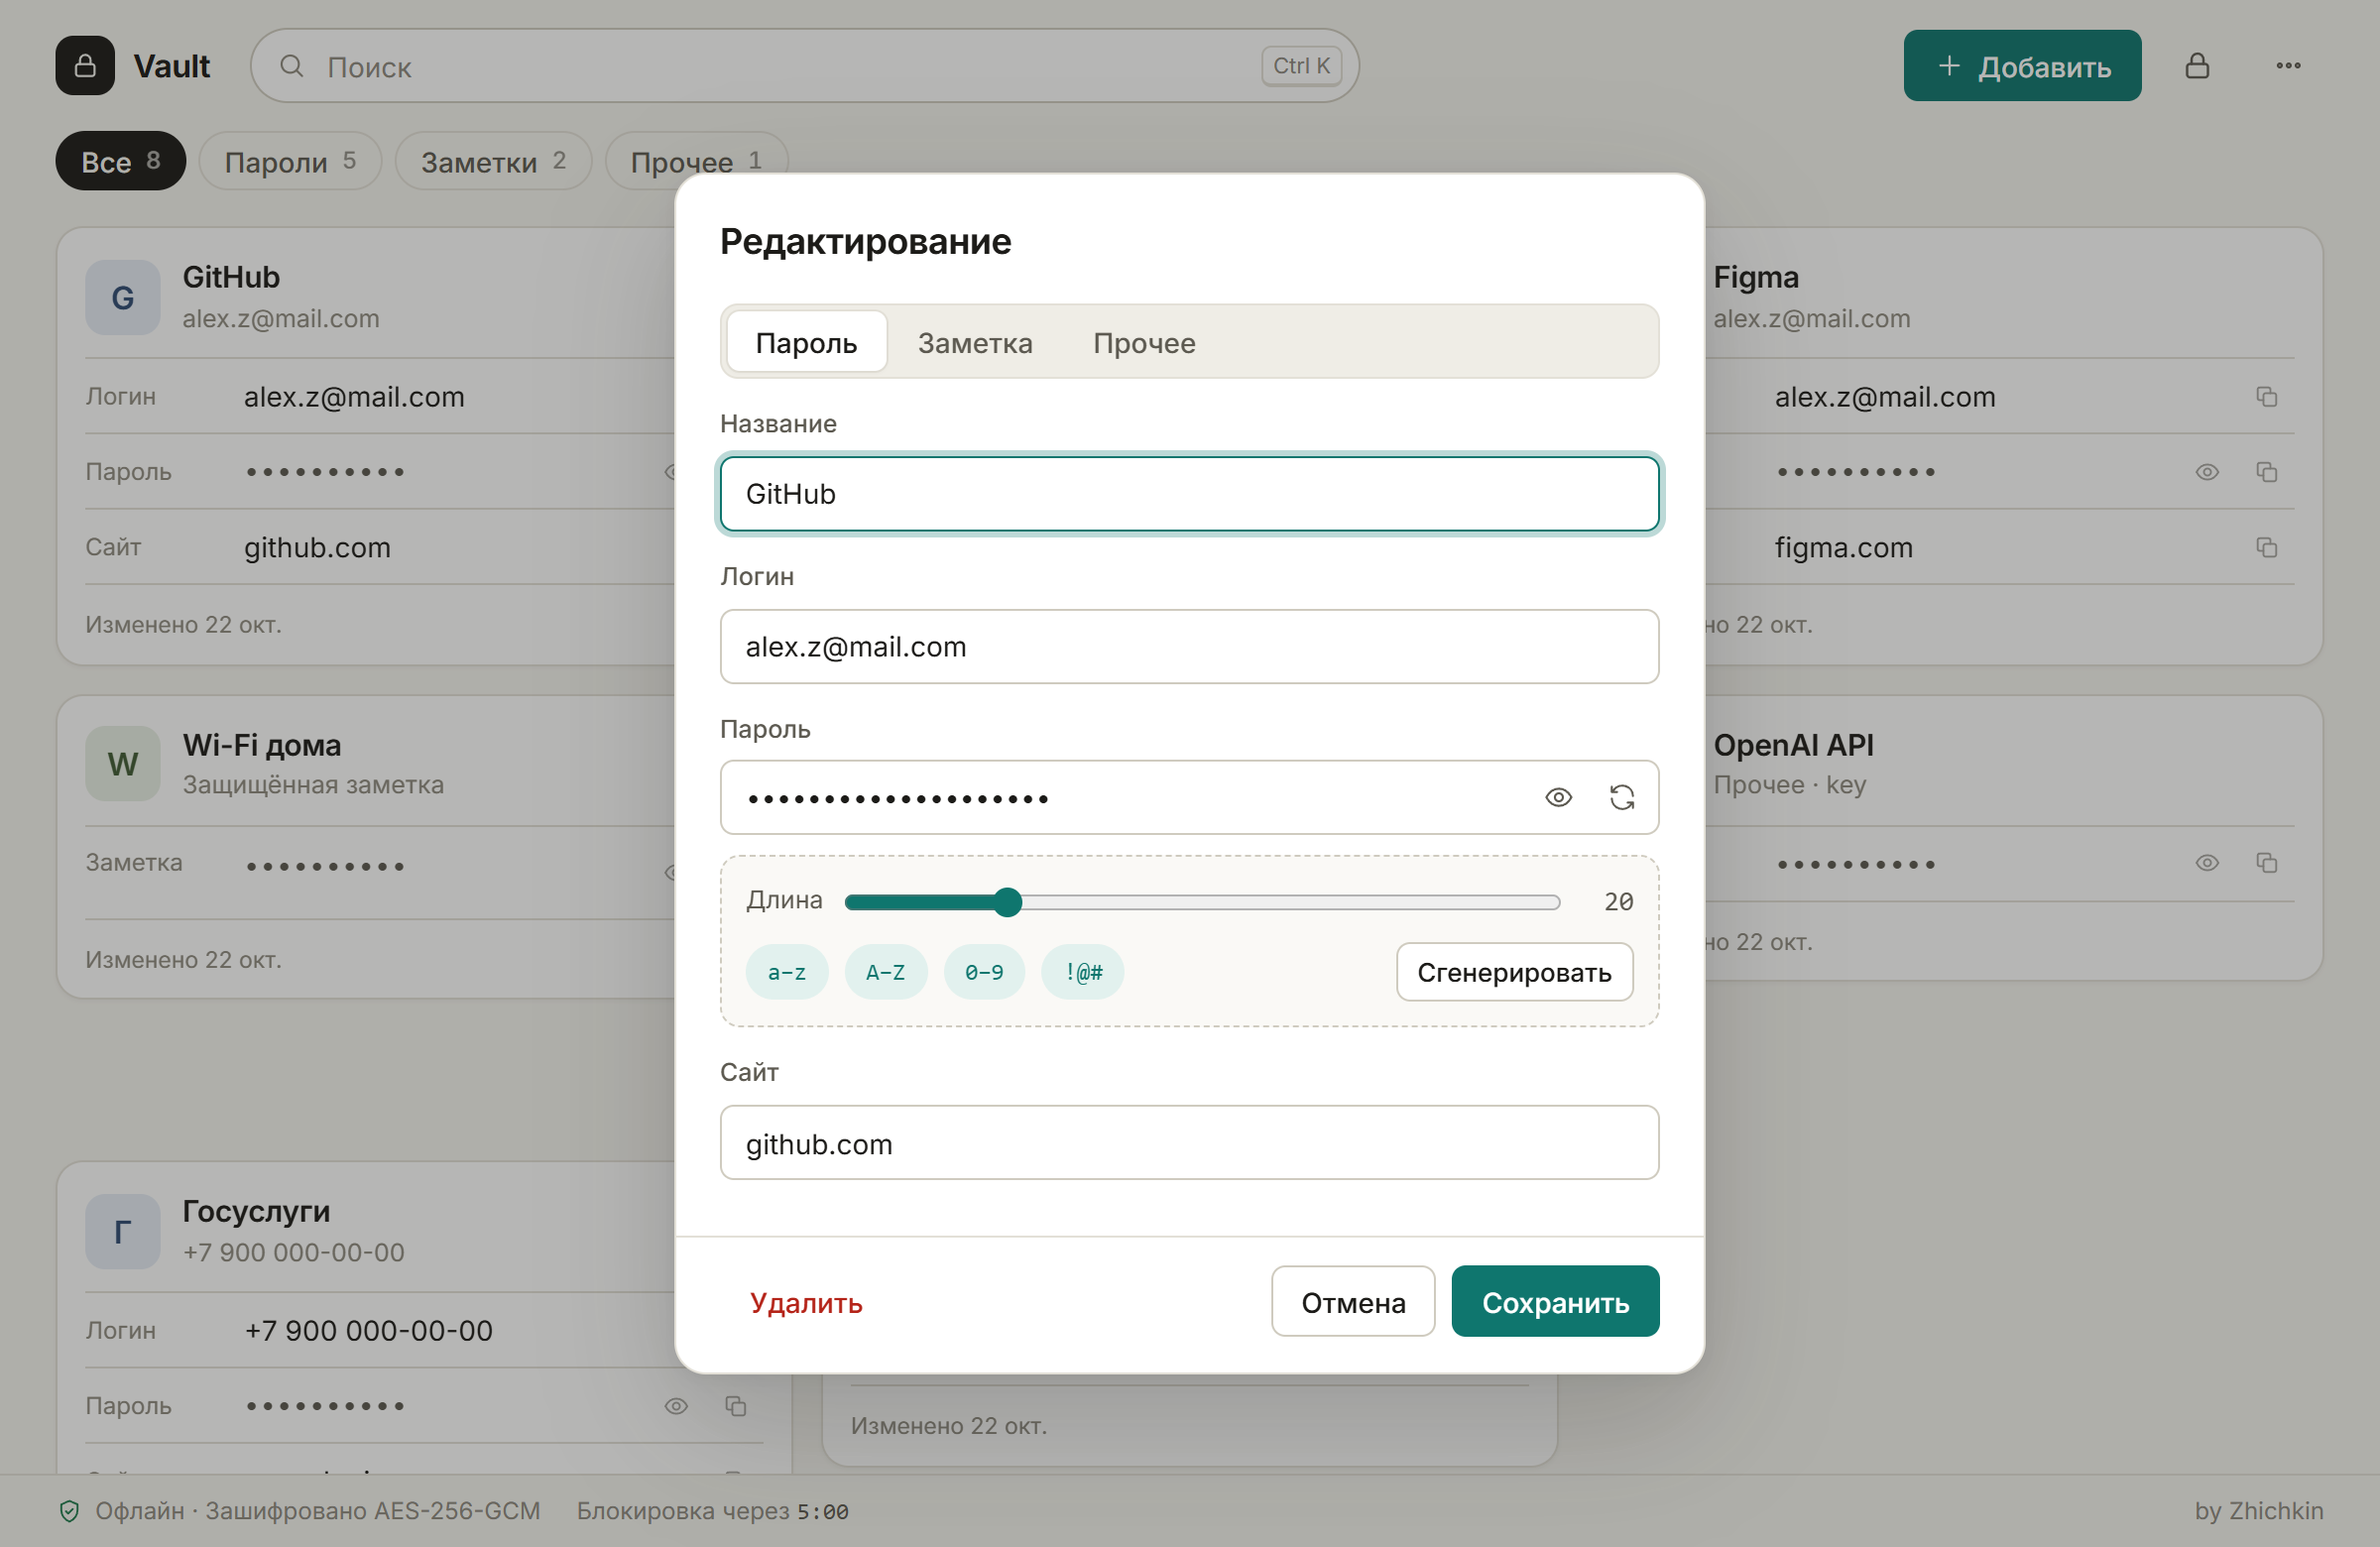 Vault
Поиск
Ctrl K
Добавить
Все 8
Пароли 5
Заметки 2
Прочее 1
G
GitHub
alex.z@mail.com
Логин alex.z@mail.com
Пароль ••••••••••
Сайт github.com
Изменено 22 окт.
W
Wi-Fi дома
Защищённая заметка
Заметка ••••••••••
Изменено 22 окт.
Г
Госуслуги
+7 900 000-00-00
Логин +7 900 000-00-00
Пароль ••••••••••
Редактирование
Пароль
Заметка
Прочее
Название
GitHub
Логин
alex.z@mail.com
Пароль
••••••••••••••••••••
Длина 20
a-z
A-Z
0-9
!@#
Сгенерировать
Сайт
github.com
Удалить
Отмена
Сохранить
Изменено 22 окт.
Figma
alex.z@mail.com
alex.z@mail.com
••••••••••
figma.com
22 окт.
OpenAI API
Прочее · key
••••••••••
22 окт.
Офлайн · Зашифровано AES-256-GCM
Блокировка через 5:00
by Zhichkin